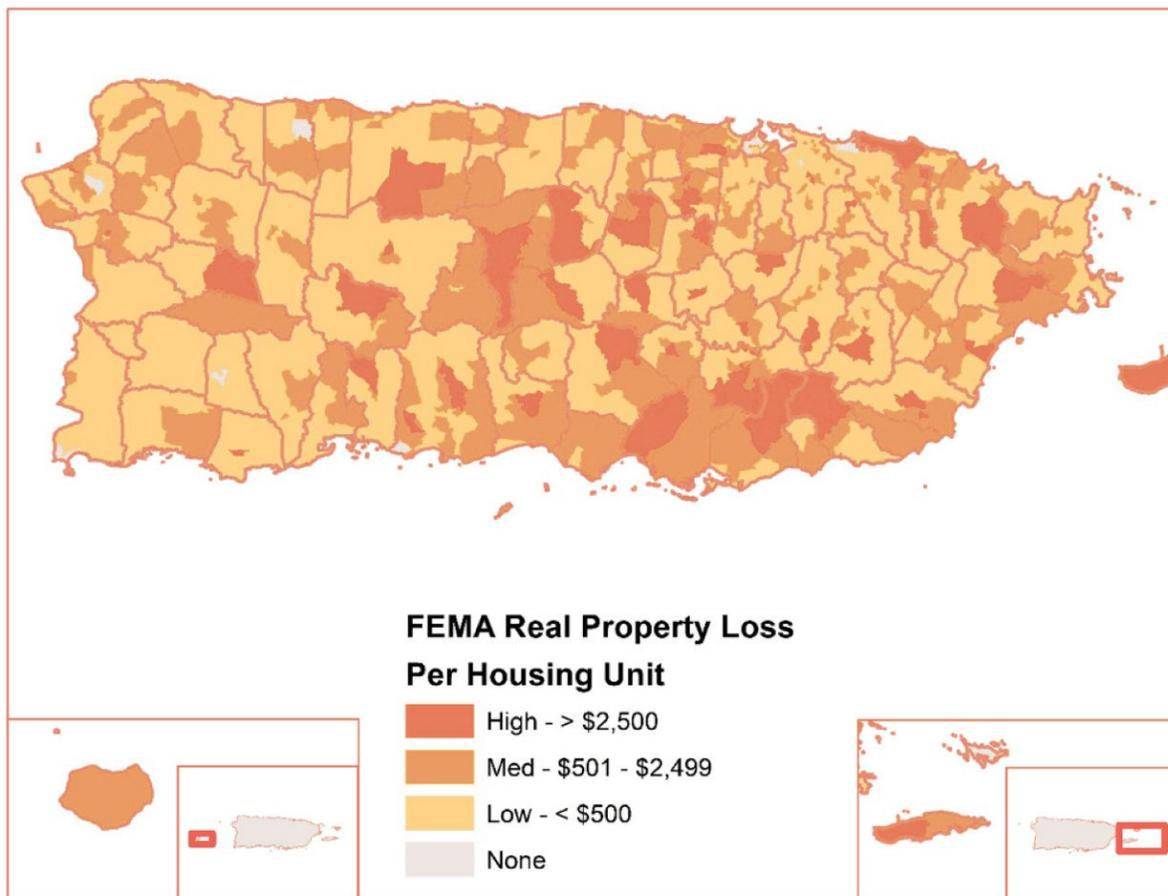 FEMA Real Property Loss
Per Housing Unit
High - > $2,500
Med - $501 - $2,499
Low - < $500
None